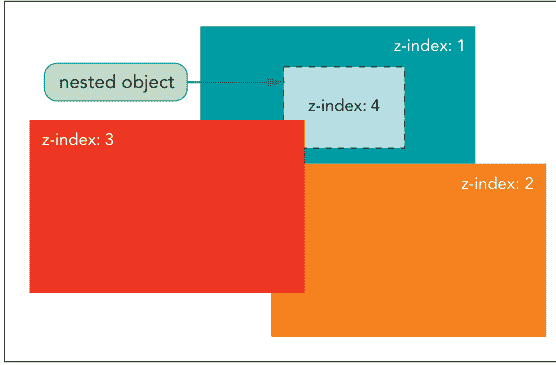 z-index: 1
nested object
z-index: 4
z-index: 3
z-index: 2